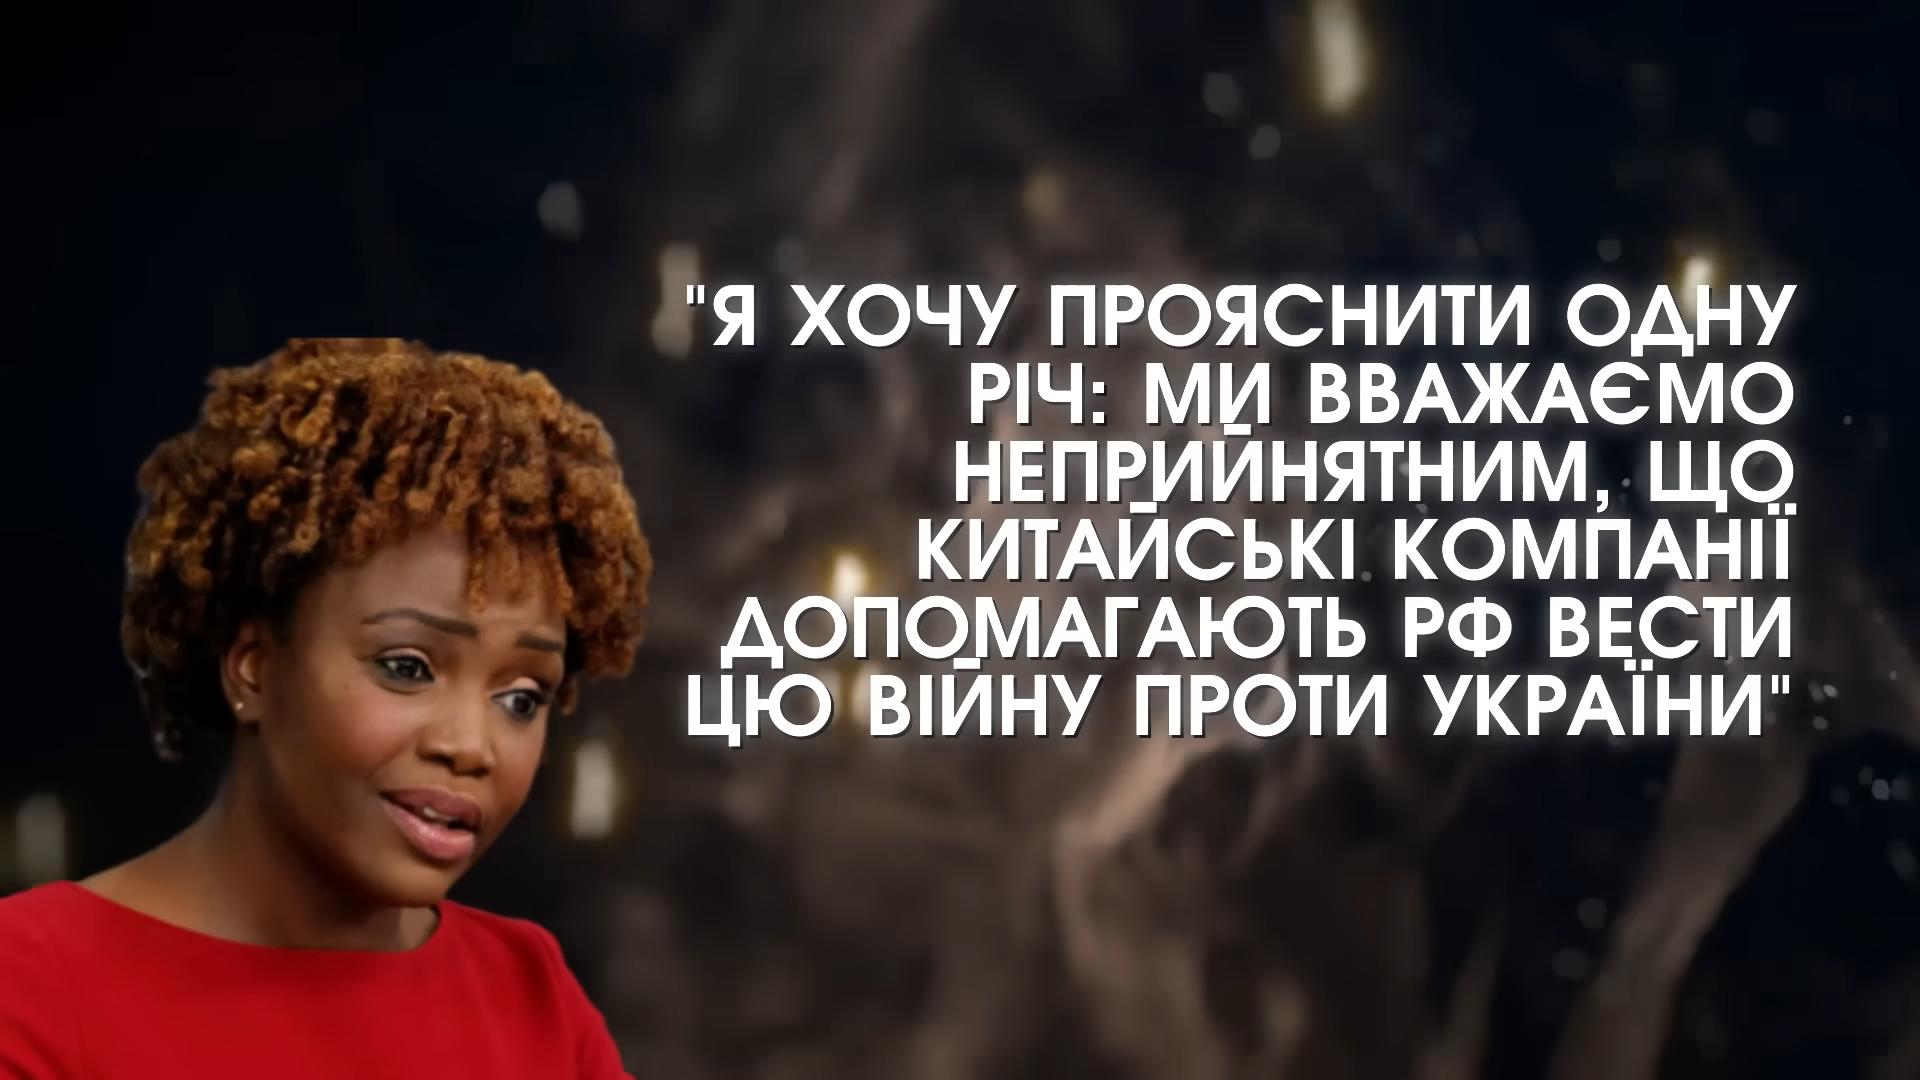 "Я ХОЧУ ПРОЯСНИТИ ОДНУ
РІЧ: МИ ВВАЖАЄМО
НЕПРИЙНЯТНИМ, ЩО
КИТАЙСЬКІ КОМПАНІЇ
ДОПОМАГАЮТЬ РФ ВЕСТИ
ЦЮ ВІЙНУ ПРОТИ УКРАЇНИ"